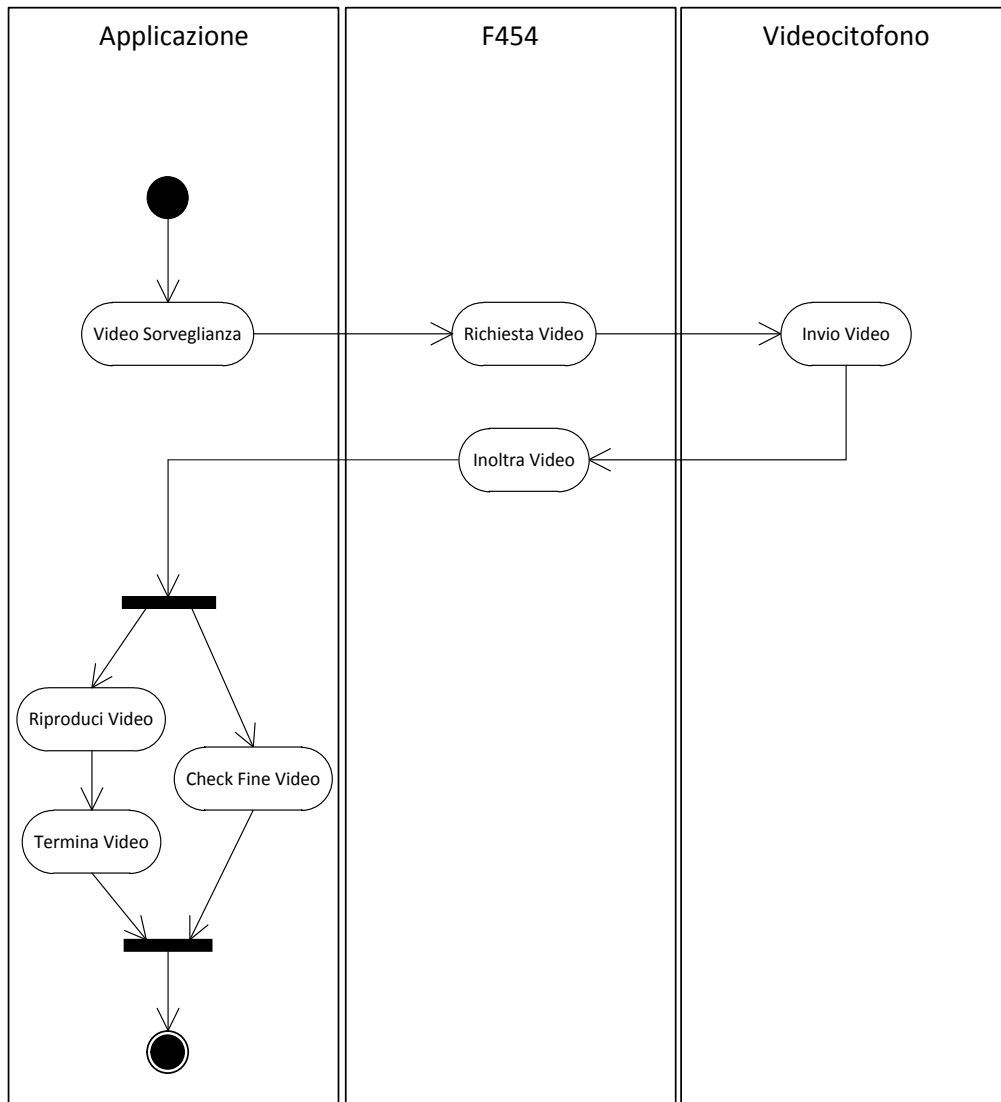 Applicazione
F454
Videocitofono
Video Sorveglianza
Richiesta Video
Invio Video
Inoltra Video
Riproduci Video
Check Fine Video
Termina Video